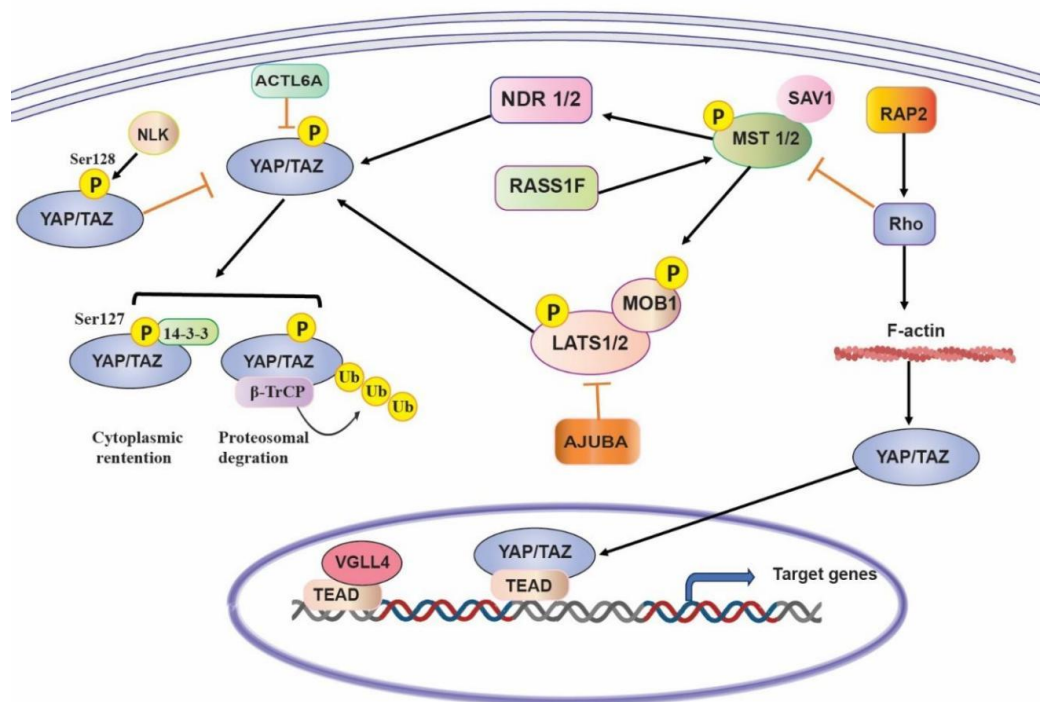 ACTL6A
P
YAP/TAZ
NLK
Ser128
P
YAP/TAZ
NDR 1/2
RASS1F
P
SAV1
MST 1/2
RAP2
Rho
F-actin
YAP/TAZ
P
MOB1
P
LATS1/2
AJUBA
Ser127
P
14-3-3
YAP/TAZ
Cytoplasmic
rentention
P
YAP/TAZ
β-TrCP
Ub
Ub
Ub
Proteosomal
degration
VGLL4
TEAD
YAP/TAZ
TEAD
Target genes